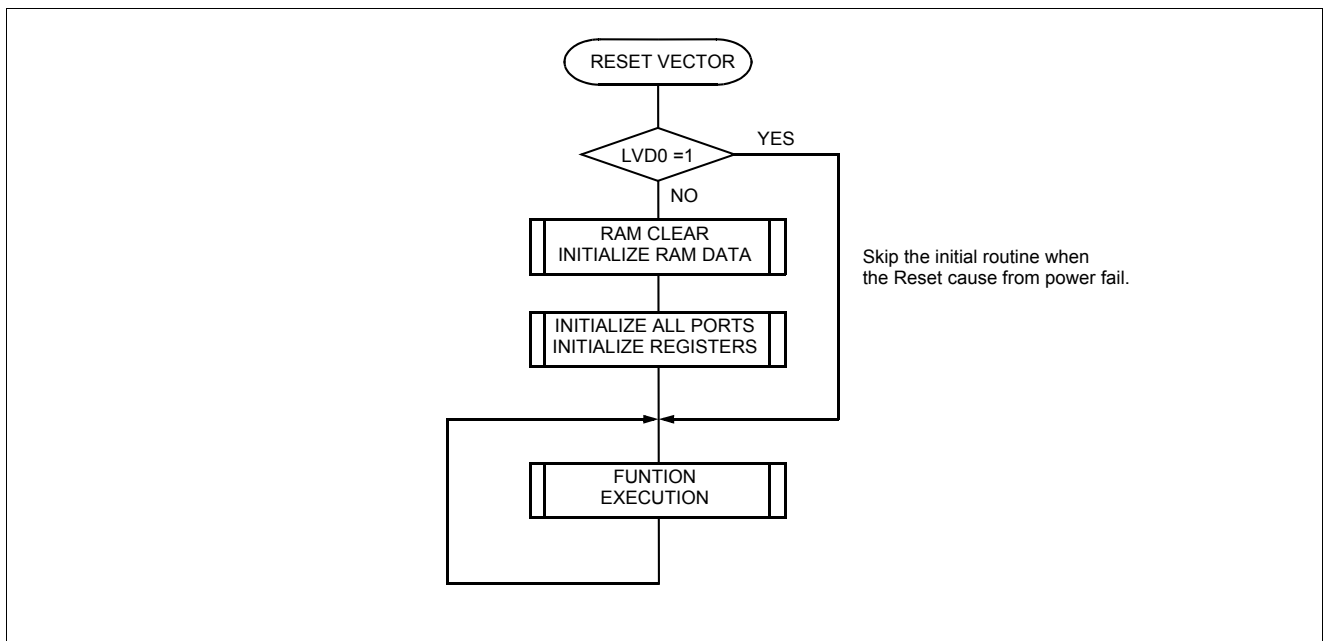 RESET VECTOR
LVD0 =1
YES
NO
RAM CLEAR
INITIALIZE RAM DATA
Skip the initial routine when
the Reset cause from power fail.
INITIALIZE ALL PORTS
INITIALIZE REGISTERS
FUNTION
EXECUTION